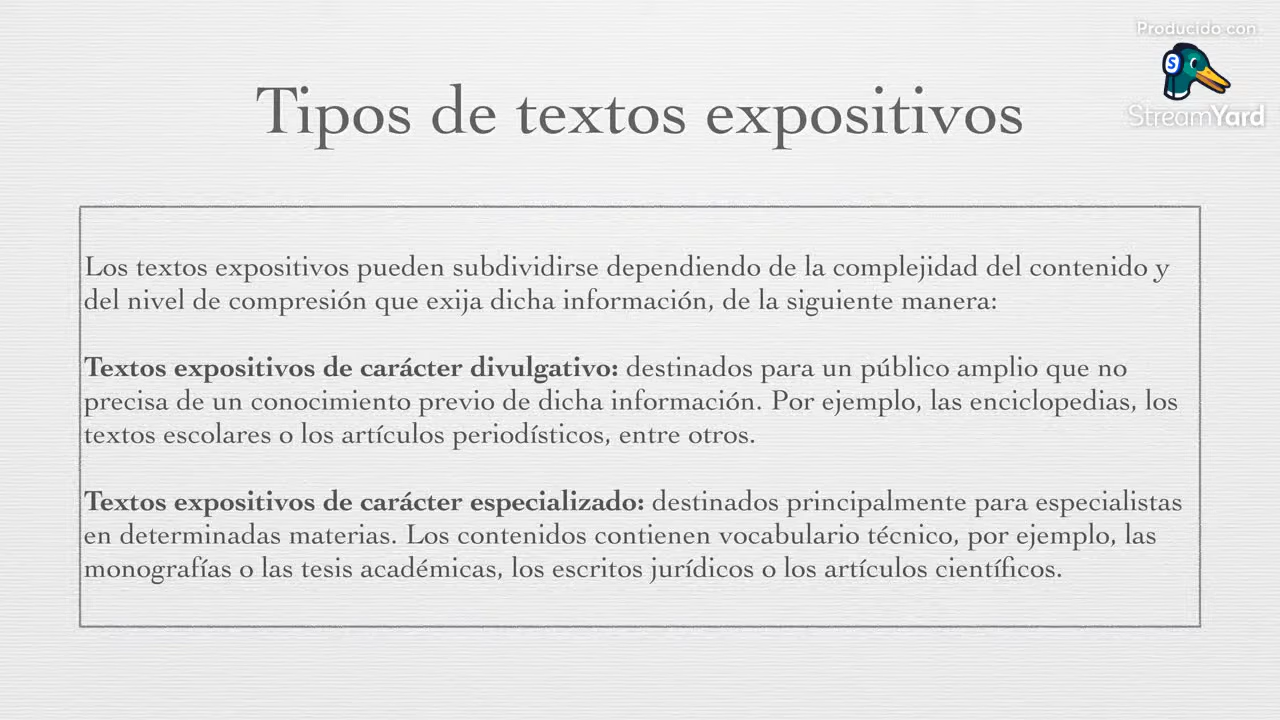 Producido con
S
StreamYard
Tipos de textos expositivos
Los textos expositivos pueden subdividirse dependiendo de la complejidad del contenido y
del nivel de compresión que exija dicha información, de la siguiente manera:
Textos expositivos de carácter divulgativo: destinados para un público amplio que no
precisa de un conocimiento previo de dicha información. Por ejemplo, las enciclopedias, los
textos escolares o los artículos periodísticos, entre otros.
Textos expositivos de carácter especializado: destinados principalmente para especialistas
en determinadas materias. Los contenidos contienen vocabulario técnico, por ejemplo, las
monografías o las tesis académicas, los escritos jurídicos o los artículos científicos.